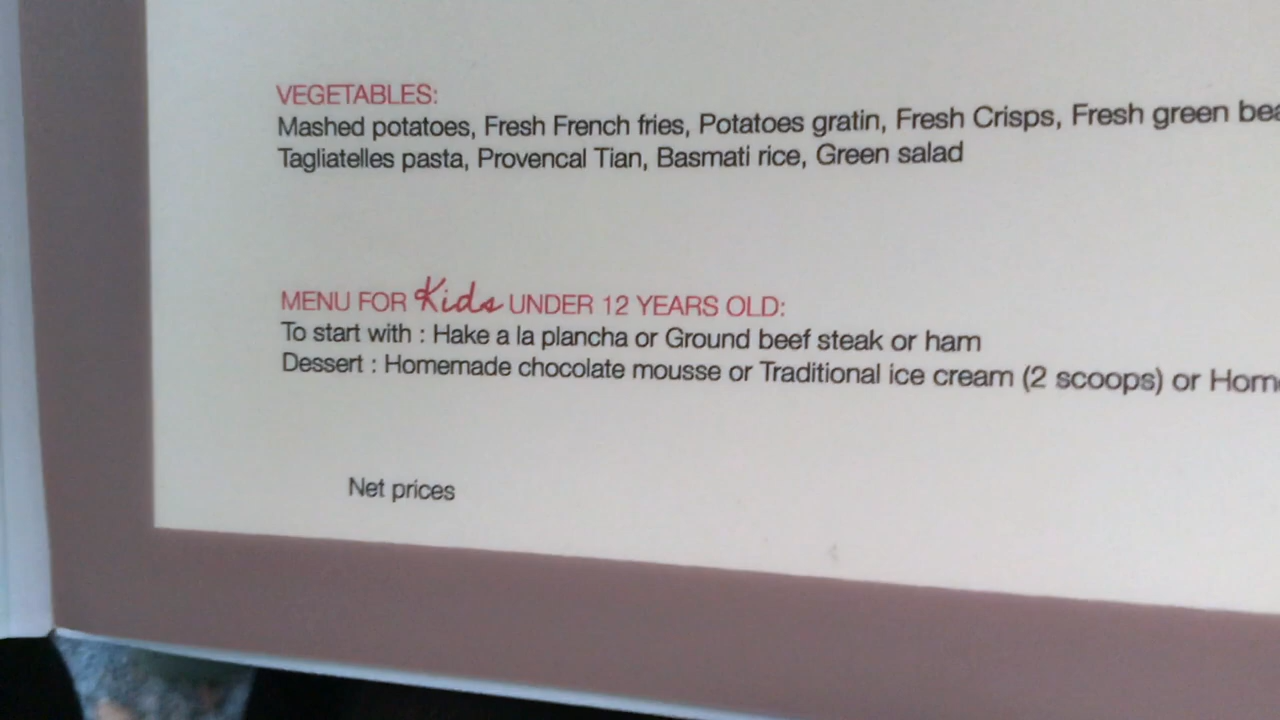 VEGETABLES:
Mashed potatoes, Fresh French fries, Potatoes gratin, Fresh Crisps, Fresh green
Tagliatelles pasta, Provencal Tian, Basmati rice, Green salad
MENU FOR Kids UNDER 12 YEARS OLD:
To start with : Hake a la plancha or Ground beef steak or ham
Dessert : Homemade chocolate mousse or Traditional ice cream (2 scoops) or
Net prices